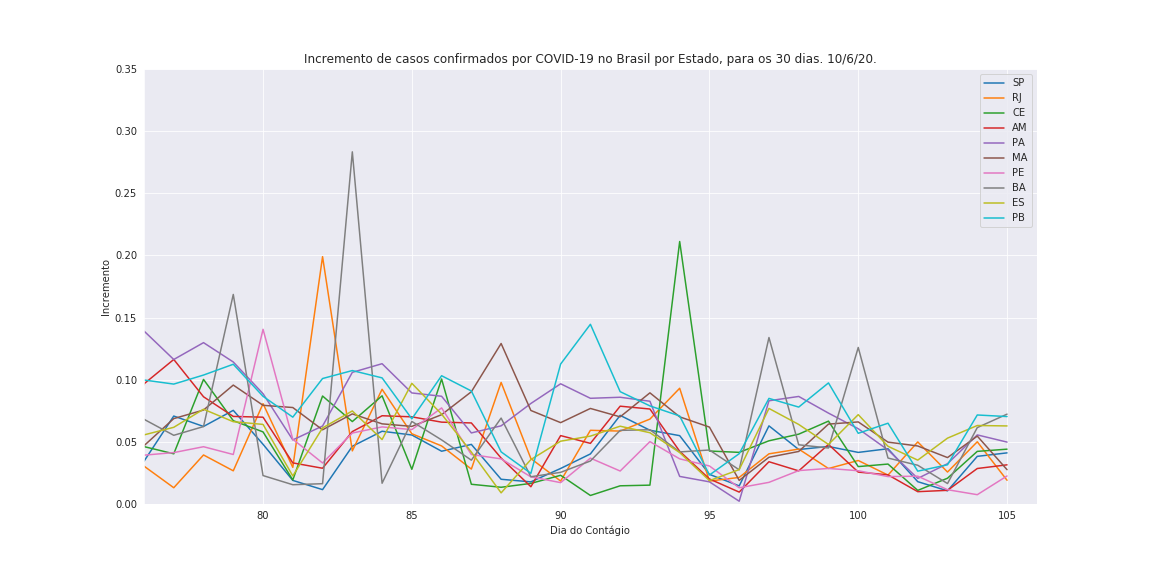 Incremento de casos confirmados por COVID-19 no Brasil por Estado, para os 30 dias. 10/6/20.
0.35
0.30
0.25
0.20
0.15
0.10
0.05
0.00
Incremento
SP
RJ
CE
AM
PA
MA
PE
BA
ES
PB
80 85 90 95 100 105
Dia do Contágio